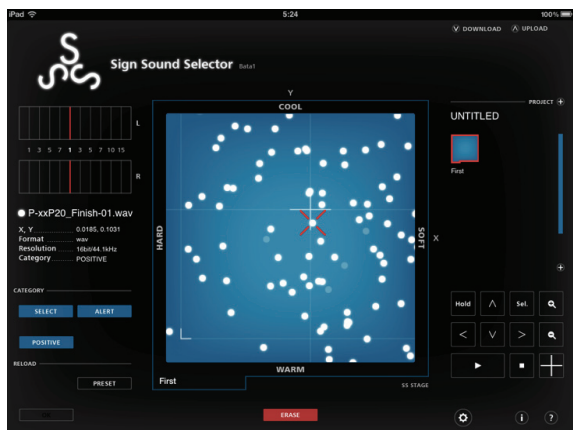 iPad 5:24 100%
DOWNLOAD UPLOAD
SSS
Sign Sound Selector Bata1
Y
COOL
PROJECT
UNTITLED
L
1 3 5 7 1 3 5 7 10 15
First
R
P-xxP20_Finish-01.wav
X, Y 0.0185, 0.1031
Format wav
Resolution 16bit/44.1kHz
Category POSITIVE
HARD
SOFT
X
CATEGORY
SELECT ALERT
POSITIVE
Hold Sel.
RELOAD
PRESET
WARM
First
SS STAGE
ERASE
i ?